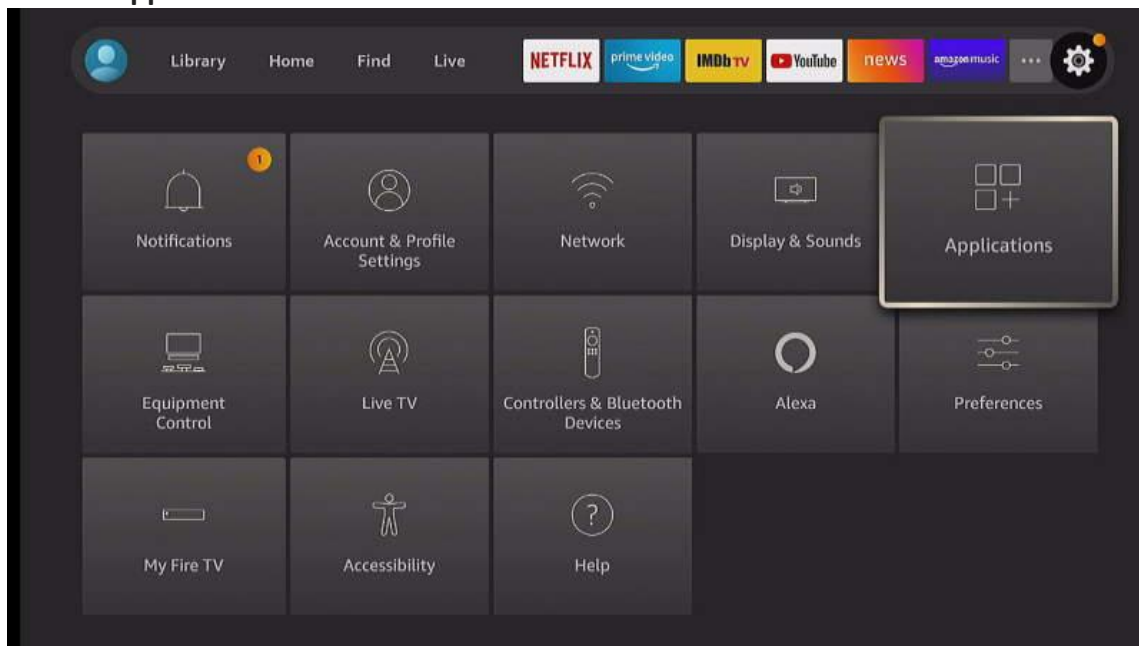 Library Home Find Live NETFLIX prime video IMDb TV YouTube news amazon music ...
1
Notifications
Account & Profile
Settings
Network
Display & Sounds
Applications
Equipment
Control
Live TV
Controllers & Bluetooth
Devices
Alexa
Preferences
My Fire TV
Accessibility
?
Help